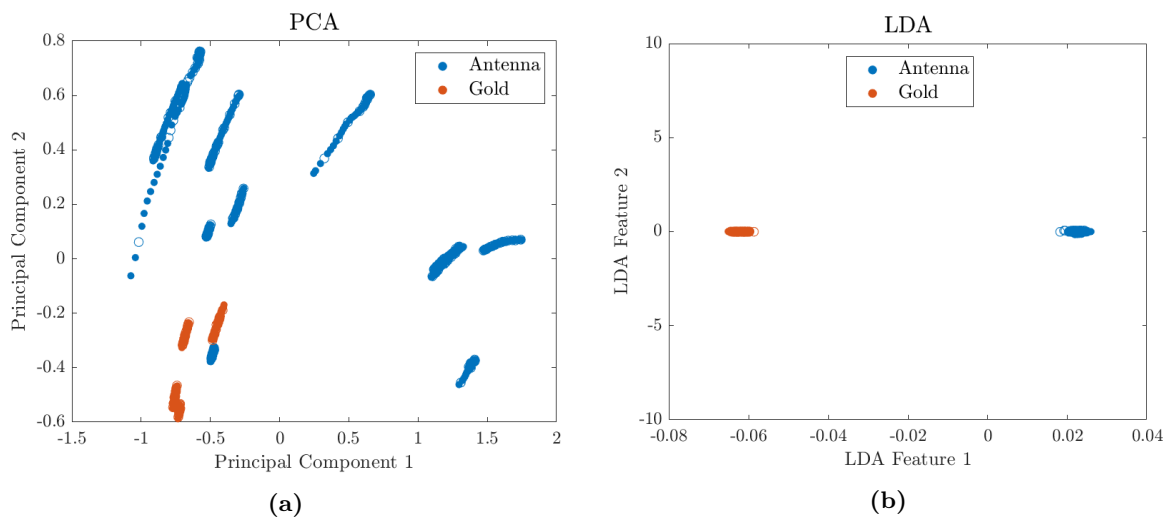 PCA
0.8
0.6
0.4
0.2
0
-0.2
-0.4
-0.6
Principal Component 2
Antenna
Gold
-1.5 -1 -0.5 0 0.5 1 1.5 2
Principal Component 1
(a)
LDA
10
5
0
-5
-10
LDA Feature 2
Antenna
Gold
-0.08 -0.06 -0.04 -0.02 0 0.02 0.04
LDA Feature 1
(b)